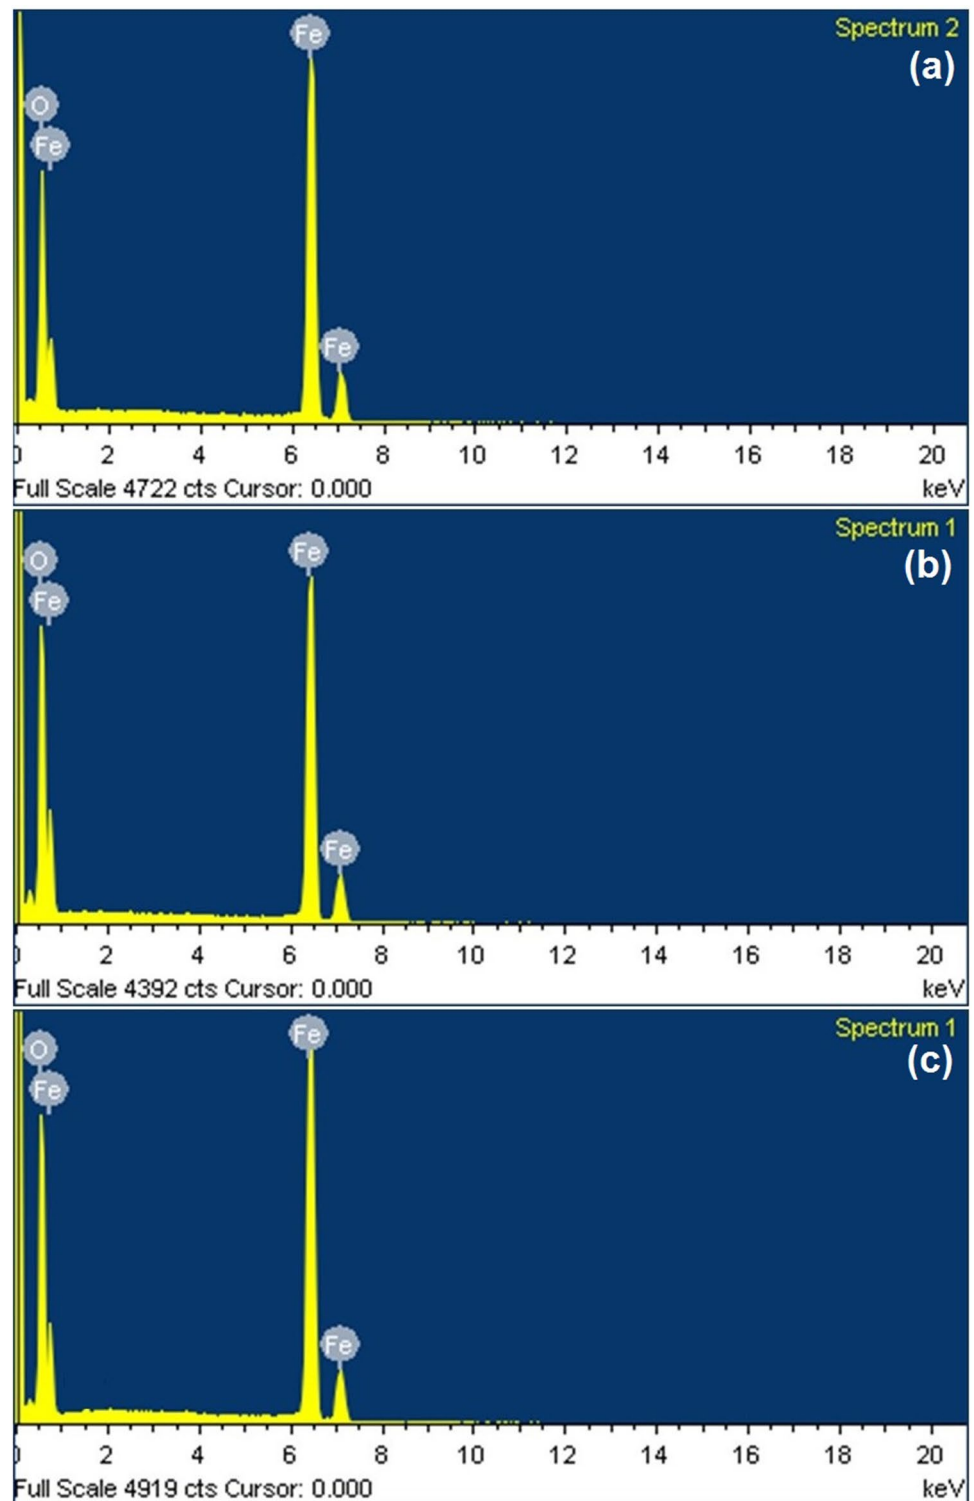 Spectrum 2
(a)
Fe
O
Fe
Fe
0 2 4 6 8 10 12 14 16 18 20
Full Scale 4722 cts Cursor: 0.000 keV
Spectrum 1
(b)
Fe
O
Fe
Fe
0 2 4 6 8 10 12 14 16 18 20
Full Scale 4392 cts Cursor: 0.000 keV
Spectrum 1
(c)
Fe
O
Fe
Fe
0 2 4 6 8 10 12 14 16 18 20
Full Scale 4919 cts Cursor: 0.000 keV